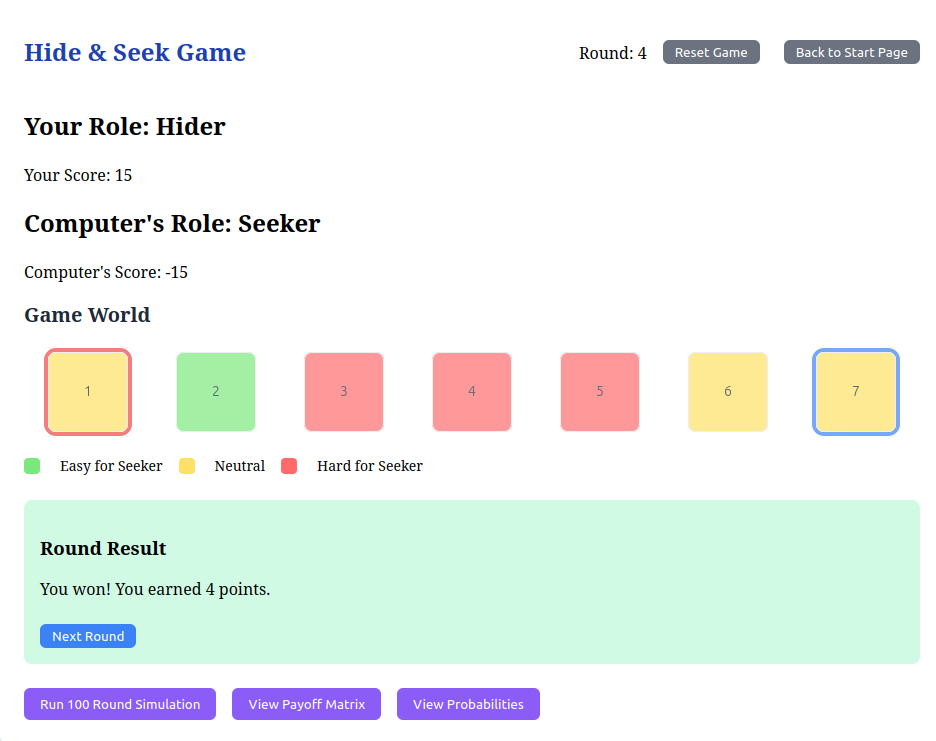 Hide & Seek Game
Round: 4 Reset Game Back to Start Page
Your Role: Hider
Your Score: 15
Computer's Role: Seeker
Computer's Score: -15
Game World
1 2 3 4 5 6 7
Easy for Seeker Neutral Hard for Seeker
Round Result
You won! You earned 4 points.
Next Round
Run 100 Round Simulation View Payoff Matrix View Probabilities